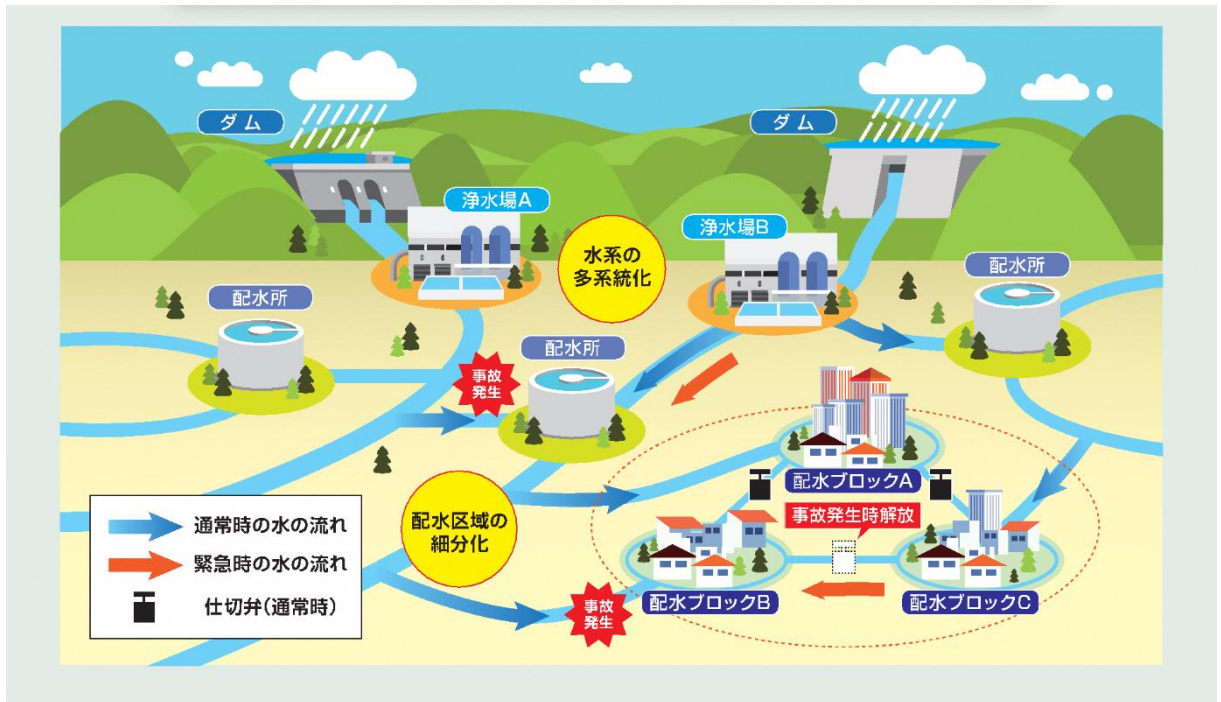 ダム
ダム
浄水場A
水系の
多系統化
浄水場B
配水所
配水所
配水所
事故
発生
配水ブロックA
事故発生時解放
配水区域の
細分化
通常時の水の流れ
緊急時の水の流れ
仕切弁(通常時)
配水ブロックB
配水ブロックC
事故
発生